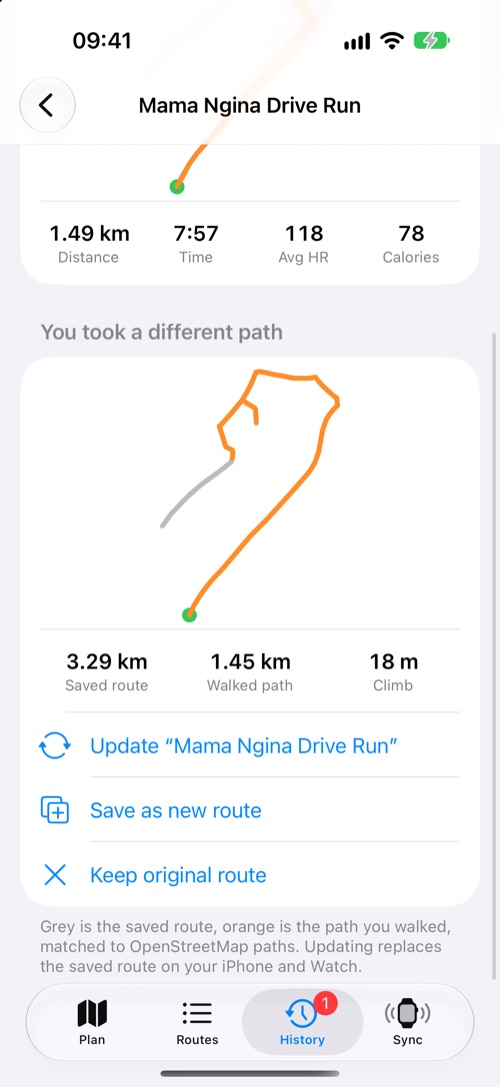 09:41
Mama Ngina Drive Run
1.49 km 7:57 118 78
Distance Time Avg HR Calories
You took a different path
3.29 km 1.45 km 18 m
Saved route Walked path Climb
Update “Mama Ngina Drive Run”
Save as new route
Keep original route
Grey is the saved route, orange is the path you walked,
matched to OpenStreetMap paths. Updating replaces
the saved route on your iPhone and Watch.
1
Plan Routes History Sync